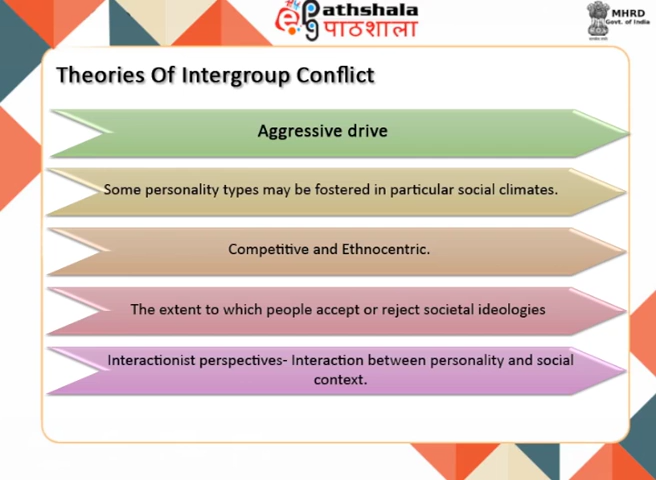 ePathshala
पाठशाला
MHRD
Govt. of India
Theories Of Intergroup Conflict
Aggressive drive
Some personality types may be fostered in particular social climates.
Competitive and Ethnocentric.
The extent to which people accept or reject societal ideologies
Interactionist perspectives- Interaction between personality and social
context.